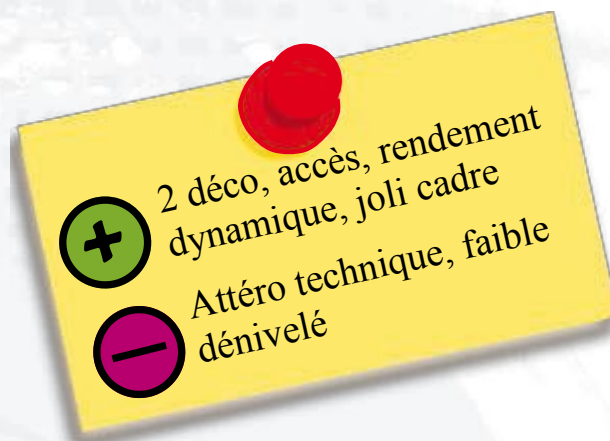 2 déco, accès, rendement
dynamique, joli cadre
Attéro technique, faible
dénivelé